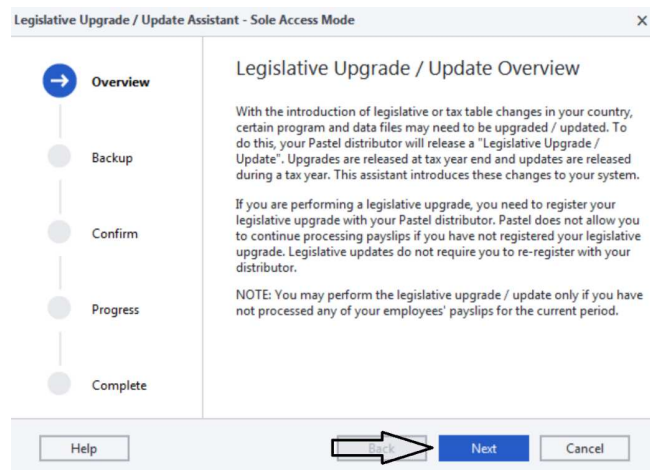 Legislative Upgrade / Update Assistant - Sole Access Mode
X
Overview
Backup
Confirm
Progress
Complete
Legislative Upgrade / Update Overview
With the introduction of legislative or tax table changes in your country,
certain program and data files may need to be upgraded / updated. To
do this, your Pastel distributor will release a "Legislative Upgrade /
Update". Upgrades are released at tax year end and updates are released
during a tax year. This assistant introduces these changes to your system.
If you are performing a legislative upgrade, you need to register your
legislative upgrade with your Pastel distributor. Pastel does not allow you
to continue processing payslips if you have not registered your legislative
upgrade. Legislative updates do not require you to re-register with your
distributor.
NOTE: You may perform the legislative upgrade / update only if you have
not processed any of your employees' payslips for the current period.
Help
Back
Next
Cancel